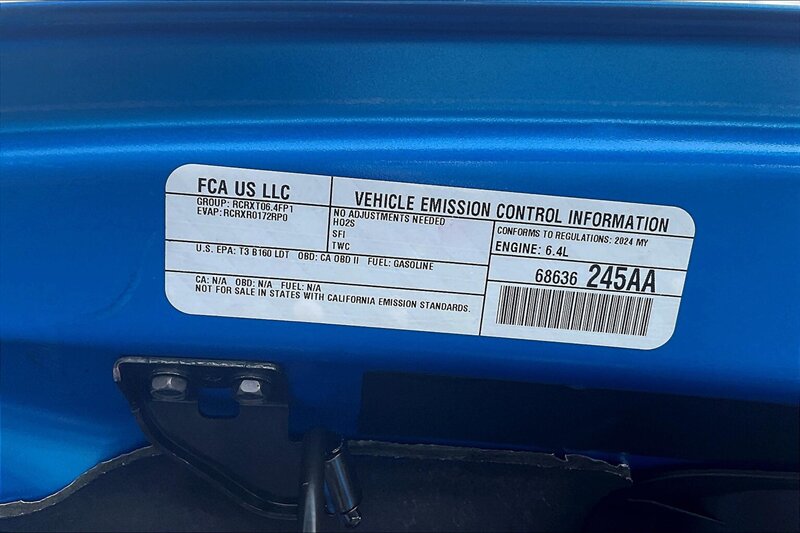 FCA US LLC
GROUP: RCRXT06.4FP1
EVAP: RCRXR0172RP0
VEHICLE EMISSION CONTROL INFORMATION
NO ADJUSTMENTS NEEDED
HO2S
SFI
TWC
CONFORMS TO REGULATIONS: 2024 MY
ENGINE: 6.4L
U.S. EPA: T3 B160 LDT OBD: CA OBD II FUEL: GASOLINE
68636 245AA
CA: N/A OBD: N/A FUEL: N/A
NOT FOR SALE IN STATES WITH CALIFORNIA EMISSION STANDARDS.